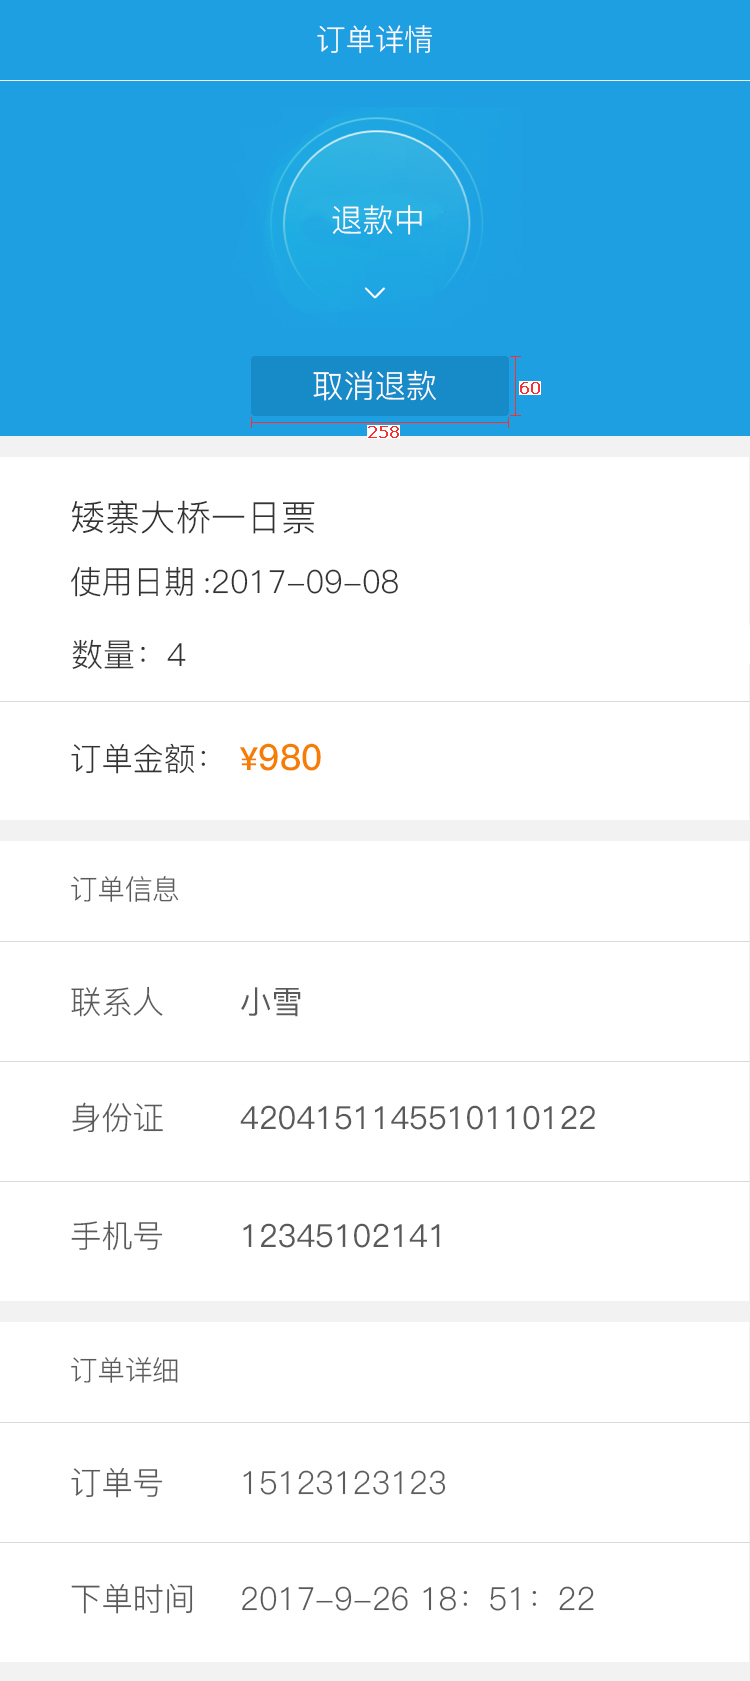 订单详情
退款中
取消退款
60
258
矮寨大桥一日票
使用日期:2017-09-08
数量：4
订单金额： ¥980
订单信息
联系人 小雪
身份证 4204151145510110122
手机号 12345102141
订单详细
订单号 15123123123
下单时间 2017-9-26 18：51：22